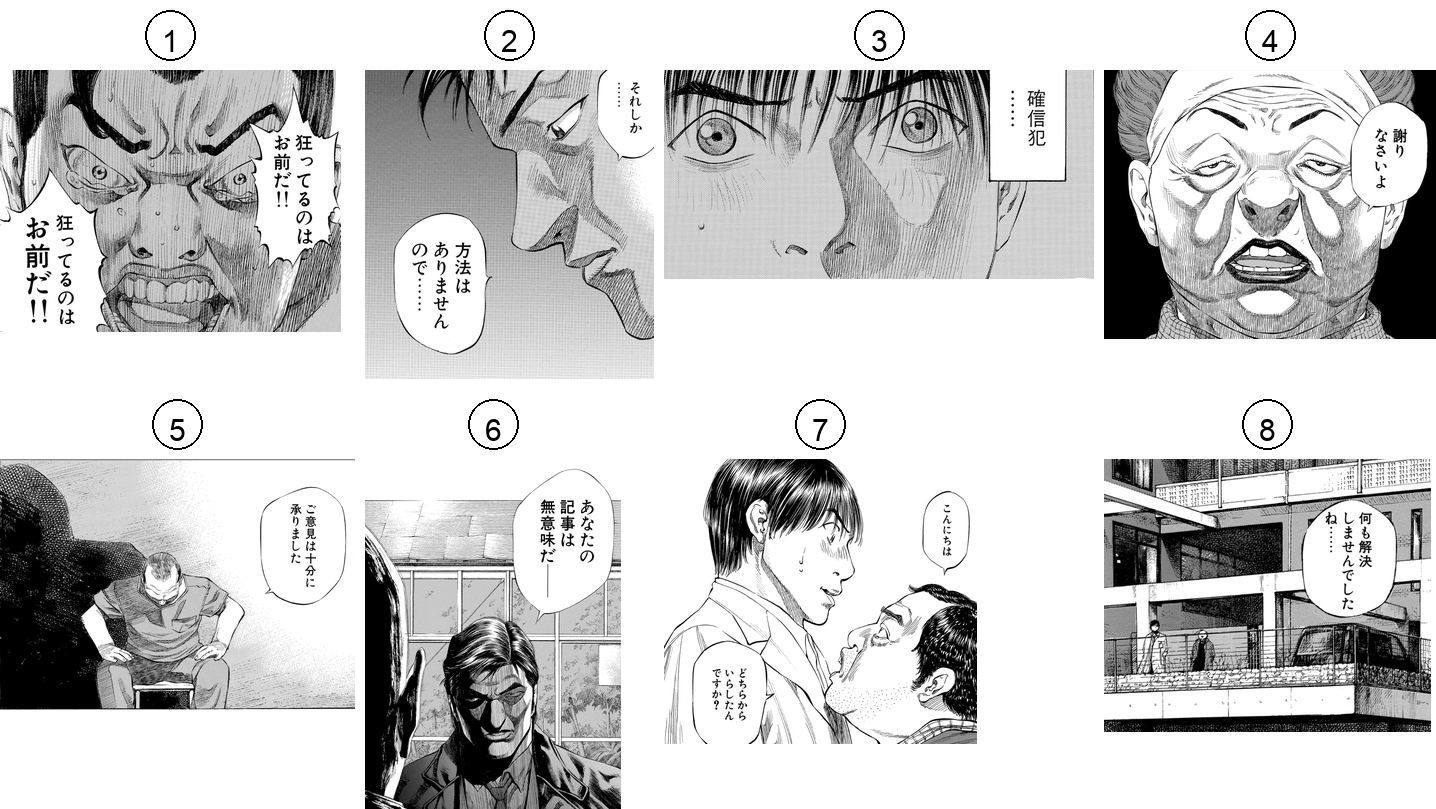 1
狂ってるのは
お前だ!!
狂ってるのは
お前だ!!
2
それしか
……
方法は
ありません
ので……
3
確信犯
……
4
謝り
なさいよ
5
ご意見は十分に
承りました
6
あなたの
記事は
無意味だ──
7
こんにちは
どちらから
いらしたん
ですか?
8
何も解決
しませんでした
ね……